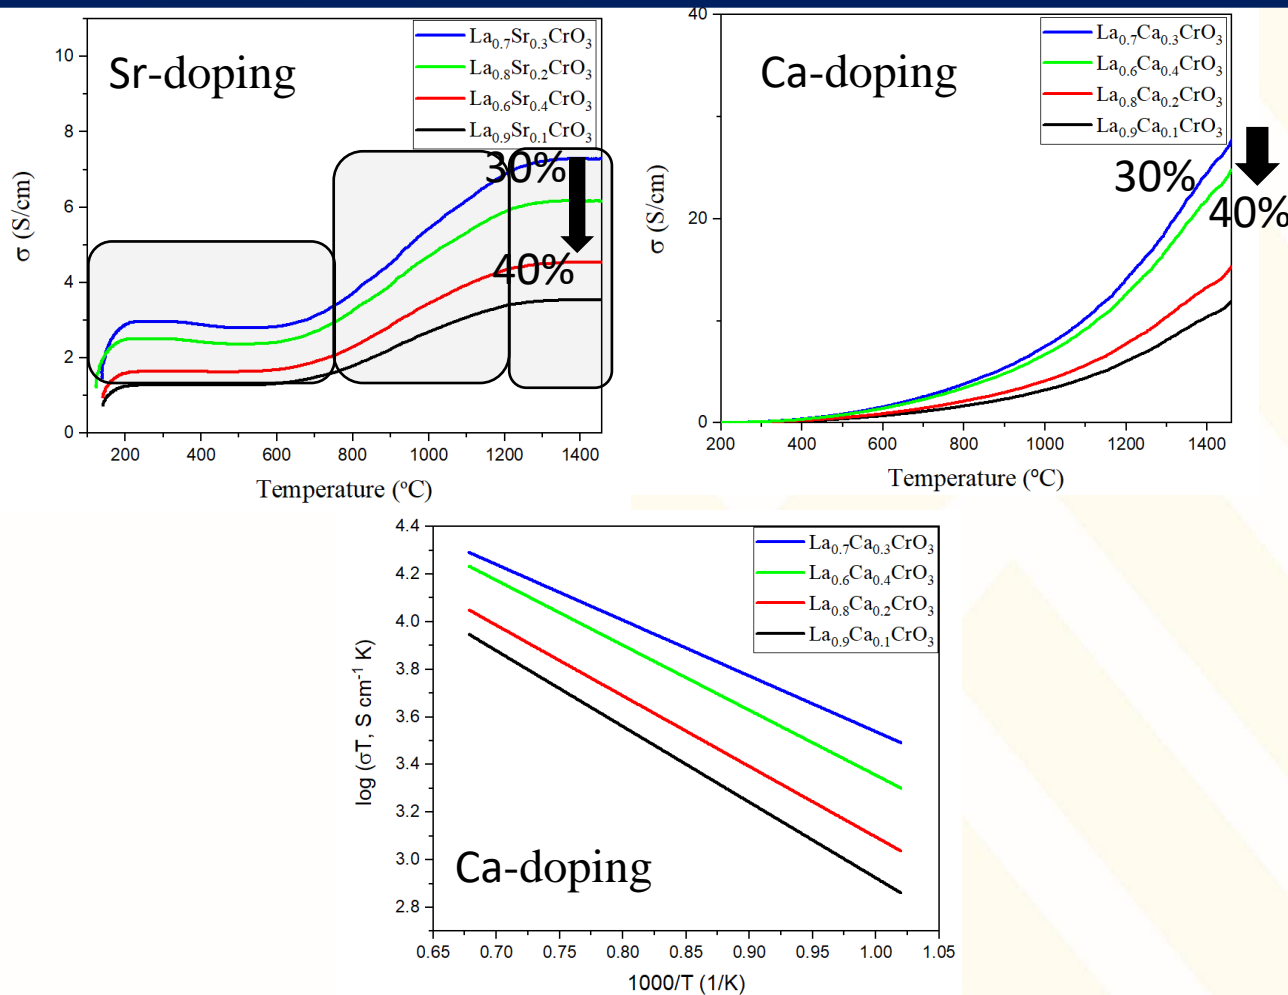 Sr-doping
La0.7Sr0.3CrO3
La0.8Sr0.2CrO3
La0.6Sr0.4CrO3
La0.9Sr0.1CrO3
30%
40%
10
8
6
4
2
0
σ (S/cm)
200 400 600 800 1000 1200 1400
Temperature (°C)
Ca-doping
La0.7Ca0.3CrO3
La0.6Ca0.4CrO3
La0.8Ca0.2CrO3
La0.9Ca0.1CrO3
30%
40%
40
20
0
σ (S/cm)
200 400 600 800 1000 1200 1400
Temperature (°C)
La0.7Ca0.3CrO3
La0.6Ca0.4CrO3
La0.8Ca0.2CrO3
La0.9Ca0.1CrO3
4.4
4.2
4.0
3.8
3.6
3.4
3.2
3.0
2.8
log (σT, S cm-1 K)
Ca-doping
0.65 0.70 0.75 0.80 0.85 0.90 0.95 1.00 1.05
1000/T (1/K)